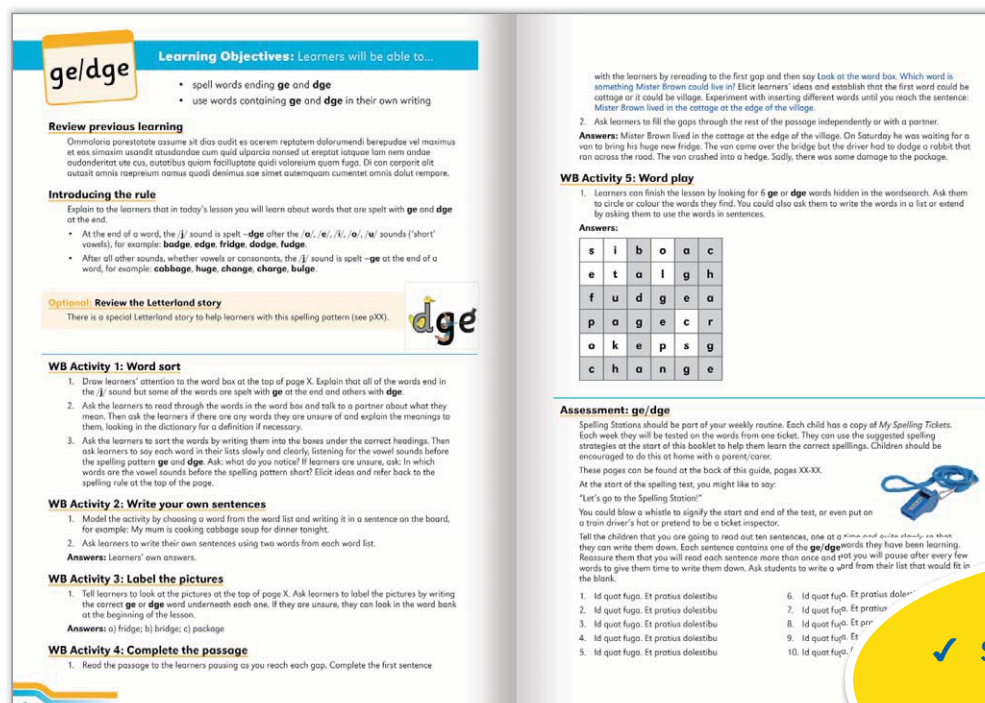 ge/dge
Learning Objectives: Learners will be able to...
• spell words ending ge and dge
• use words containing ge and dge in their own writing
Review previous learning
Ommoloria porestotate assume sit dias audit es acerem reptatem dolorumendi berepudae vel maximus
et eos simaxim usandit atusdandae cum quid ulparcia nonsed ut ereptat iatquae lam nem andae
audanderitat ute cus, autatibus quiam facilluptate quidi voloreium quam fuga. Di con corporit alit
autasit omnis raepreium namus quodi denimus sae simet autemquam cumentet omnis dolut rempore.
Introducing the rule
Explain to the learners that in today's lesson you will learn about words that are spelt with ge and dge
at the end.
• At the end of a word, the /j/ sound is spelt –dge after the /a/, /e/, /i/, /o/, /u/ sounds ('short'
vowels), for example: badge, edge, fridge, dodge, fudge.
• After all other sounds, whether vowels or consonants, the /j/ sound is spelt –ge at the end of a
word, for example: cabbage, huge, change, charge, bulge.
Optional: Review the Letterland story
There is a special Letterland story to help learners with this spelling pattern (see pXX).
dge
WB Activity 1: Word sort
1. Draw learners' attention to the word box at the top of page X. Explain that all of the words end in
the /j/ sound but some of the words are spelt with ge at the end and others with dge.
2. Ask the learners to read through the words in the word box and talk to a partner about what they
mean. Then ask the learners if there are any words they are unsure of and explain the meanings to
them, looking in the dictionary for a definition if necessary.
3. Ask the learners to sort the words by writing them into the boxes under the correct headings. Then
ask learners to say each word in their lists slowly and clearly, listening for the vowel sounds before
the spelling pattern ge and dge. Ask: what do you notice? If learners are unsure, ask: In which
words are the vowel sounds before the spelling pattern short? Elicit ideas and refer back to the
spelling rule at the top of the page.
WB Activity 2: Write your own sentences
1. Model the activity by choosing a word from the word list and writing it in a sentence on the board,
for example: My mum is cooking cabbage soup for dinner tonight.
2. Ask learners to write their own sentences using two words from each word list.
Answers: Learners' own answers.
WB Activity 3: Label the pictures
1. Tell learners to look at the pictures at the top of page X. Ask learners to label the pictures by writing
the correct ge or dge word underneath each one. If they are unsure, they can look in the word bank
at the beginning of the lesson.
Answers: a) fridge; b) bridge; c) package
WB Activity 4: Complete the passage
1. Read the passage to the learners pausing as you reach each gap. Complete the first sentence
with the learners by rereading to the first gap and then say Look at the word box. Which word is
something Mister Brown could live in? Elicit learners' ideas and establish that the first word could be
cottage or it could be village. Experiment with inserting different words until you reach the sentence:
Mister Brown lived in the cottage at the edge of the village.
2. Ask learners to fill the gaps through the rest of the passage independently or with a partner.
Answers: Mister Brown lived in the cottage at the edge of the village. On Saturday he was waiting for a
van to bring his huge new fridge. The van came over the bridge but the driver had to dodge a rabbit that
ran across the road. The van crashed into a hedge. Sadly, there was some damage to the package.
WB Activity 5: Word play
1. Learners can finish the lesson by looking for 6 ge or dge words hidden in the wordsearch. Ask them
to circle or colour the words they find. You could also ask them to write the words in a list or extend
by asking them to use the words in sentences.
Answers:
s i b o a c
e t a l g h
f u d g e a
p a g e c r
o k e p s g
c h a n g e
Assessment: ge/dge
Spelling Stations should be part of your weekly routine. Each child has a copy of My Spelling Tickets.
Each week they will be tested on the words from one ticket. They can use the suggested spelling
strategies at the start of this booklet to help them learn the correct spelllings. Children should be
encouraged to do this at home with a parent/carer.
These pages can be found at the back of this guide, pages XX-XX.
At the start of the spelling test, you might like to say:
"Let's go to the Spelling Station!"
You could blow a whistle to signify the start and end of the test, or even put on
a train driver's hat or pretend to be a ticket inspector.
Tell the children that you are going to read out ten sentences, one at a time and quite slowly so that
they can write them down. Each sentence contains one of the ge/dge words they have been learning.
Reassure them that you will read each sentence more than once and that you will pause after every few
words to give them time to write them down. Ask students to write a word from their list that would fit in
the blank.
1. Id quat fuga. Et pratius dolestibu
2. Id quat fuga. Et pratius dolestibu
3. Id quat fuga. Et pratius dolestibu
4. Id quat fuga. Et pratius dolestibu
5. Id quat fuga. Et pratius dolestibu
6. Id quat fuga. Et pratius
7. Id quat fuga. Et pratius
8. Id quat fuga. Et
9. Id quat fuga. Et
10. Id quat fuga.
✓ S